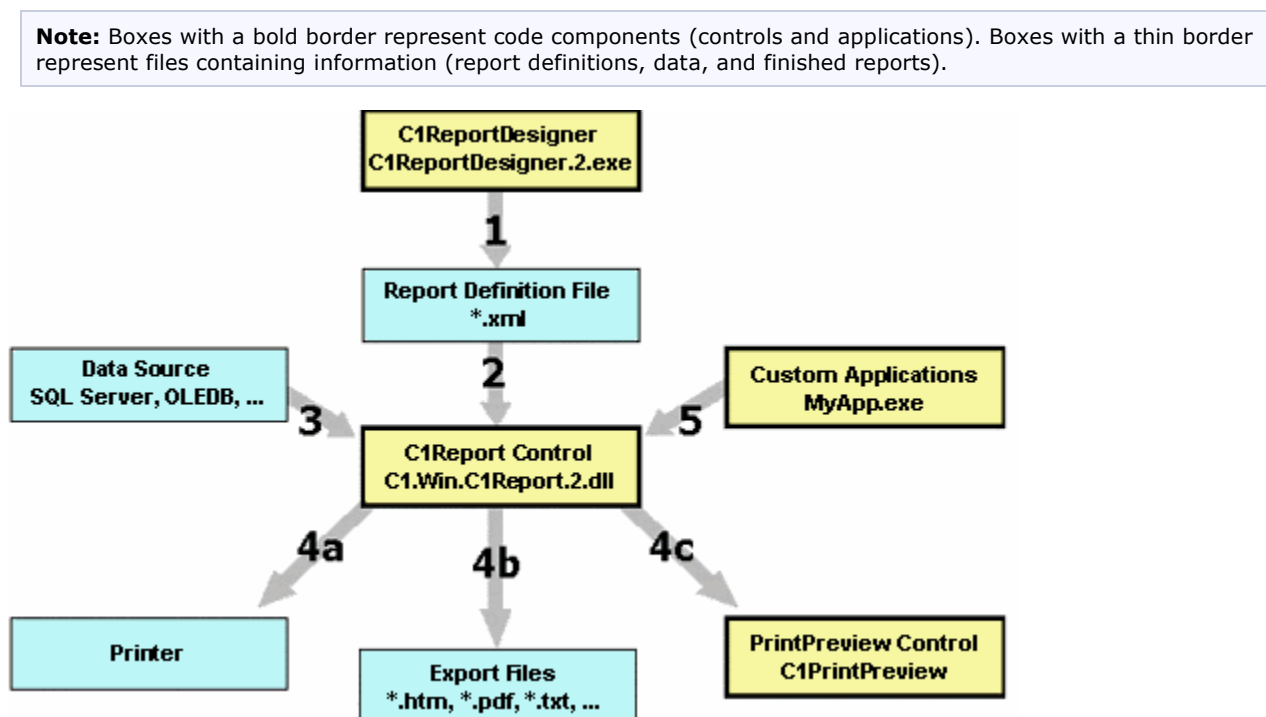 Note: Boxes with a bold border represent code components (controls and applications). Boxes with a thin border
represent files containing information (report definitions, data, and finished reports).
C1ReportDesigner
C1ReportDesigner.2.exe
1
Report Definition File
*.xml
Data Source
SQL Server, OLEDB, ...
2
Custom Applications
MyApp.exe
3
5
C1Report Control
C1.Win.C1Report.2.dll
4a
4b
4c
Printer
Export Files
*.htm, *.pdf, *.txt, ...
PrintPreview Control
C1PrintPreview